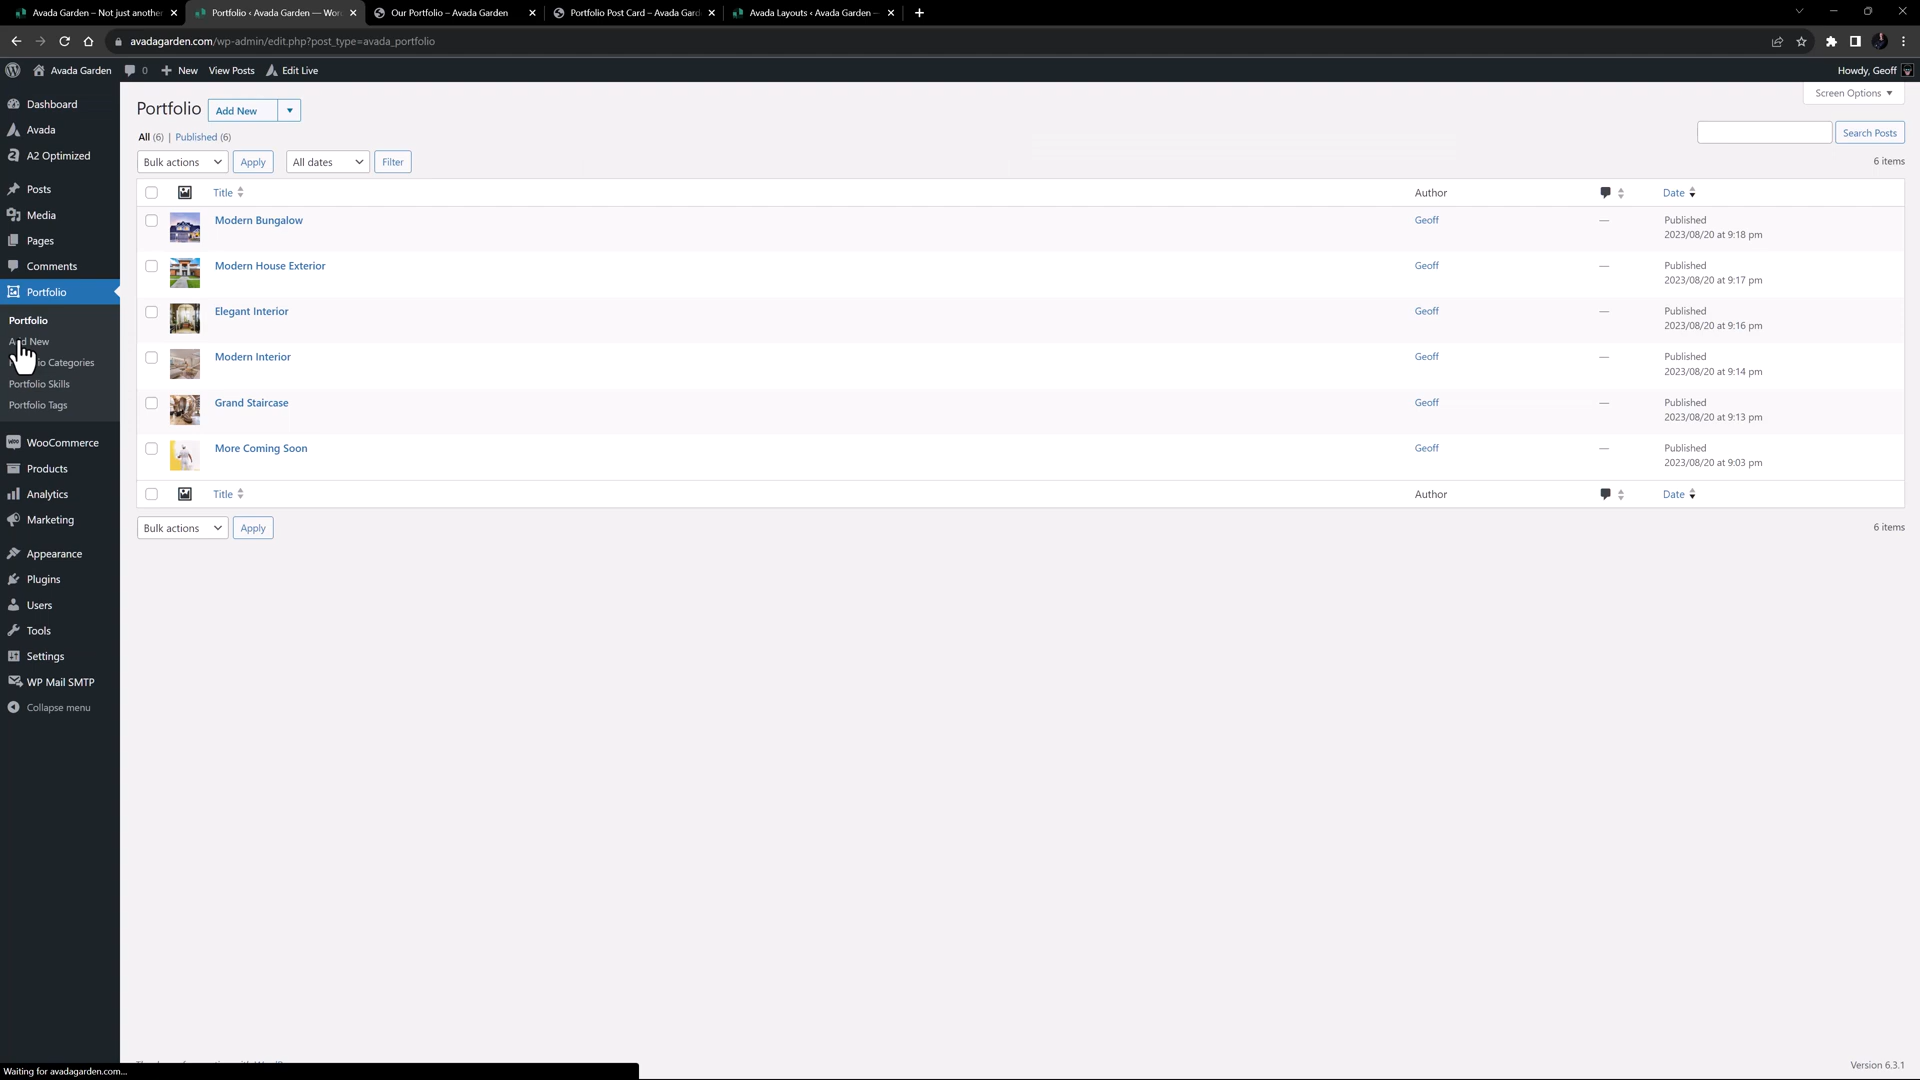 Avada Garden – Not just another
Portfolio ‹ Avada Garden — Wor
Our Portfolio – Avada Garden
Portfolio Post Card – Avada Gard
Avada Layouts ‹ Avada Garden —
avadagarden.com/wp-admin/edit.php?post_type=avada_portfolio
Avada Garden 0 New View Posts Edit Live Howdy, Geoff
Dashboard
Avada
A2 Optimized
Posts
Media
Pages
Comments
Portfolio
Portfolio
Add New
io Categories
Portfolio Skills
Portfolio Tags
WooCommerce
Products
Analytics
Marketing
Appearance
Plugins
Users
Tools
Settings
WP Mail SMTP
Collapse menu
Screen Options
Portfolio Add New
All (6) | Published (6)
Search Posts
Bulk actions Apply All dates Filter 6 items
Title Author Date
Modern Bungalow Geoff — Published
2023/08/20 at 9:18 pm
Modern House Exterior Geoff — Published
2023/08/20 at 9:17 pm
Elegant Interior Geoff — Published
2023/08/20 at 9:16 pm
Modern Interior Geoff — Published
2023/08/20 at 9:14 pm
Grand Staircase Geoff — Published
2023/08/20 at 9:13 pm
More Coming Soon Geoff — Published
2023/08/20 at 9:03 pm
Title Author Date
Bulk actions Apply 6 items
Version 6.3.1
Waiting for avadagarden.com...